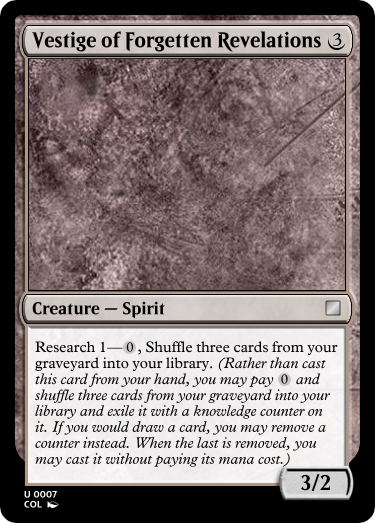 Vestige of Forgetten Revelations 3
Creature — Spirit
Research 1—0, Shuffle three cards from your
graveyard into your library. (Rather than cast
this card from your hand, you may pay 0 and
shuffle three cards from your graveyard into your
library and exile it with a knowledge counter on
it. If you would draw a card, you may remove a
counter instead. When the last is removed, you
may cast it without paying its mana cost.)
3/2
U 0007
COL